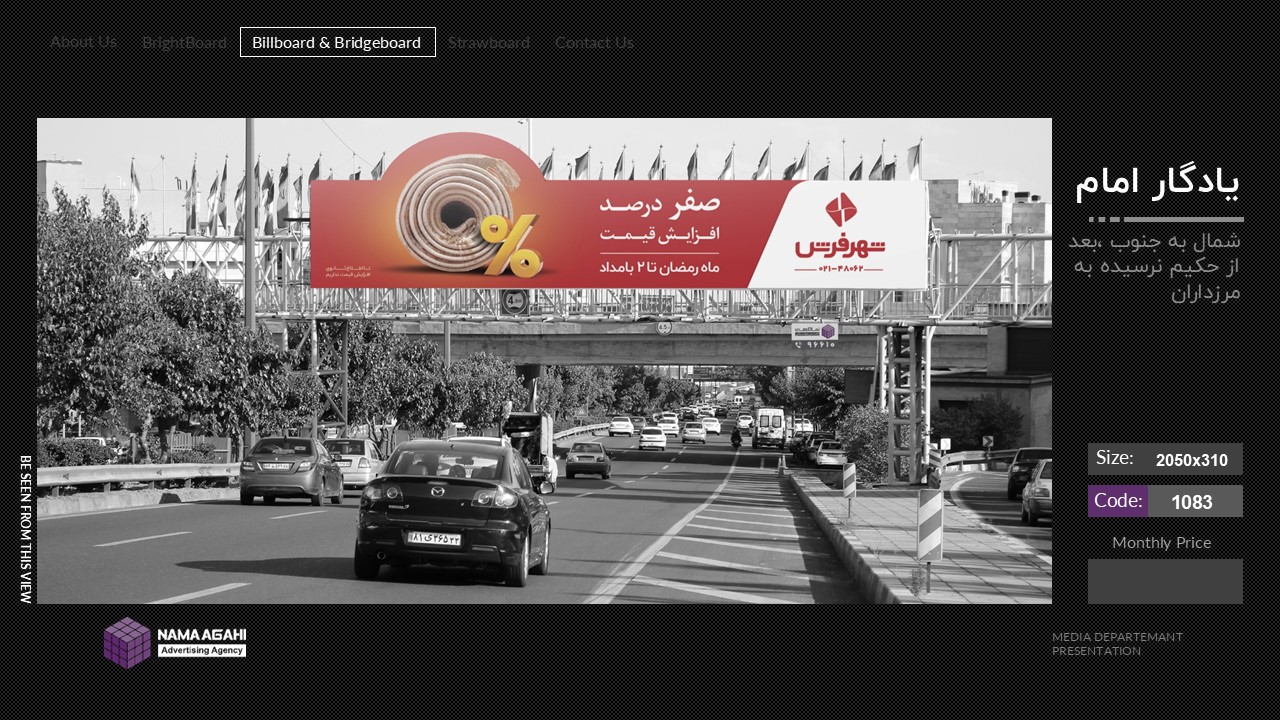 About Us
BrightBoard
Billboard & Bridgeboard
Strawboard
Contact Us
یادگار امام
شمال به جنوب ،بعد
از حکیم نرسیده به
مرزداران
صفر درصد
افزایش قیمت
ماه رمضان تا ۲ بامداد
%
شهرفرش
۰۲۱-۴۸۰۶۲
۹۶۶۱۰
Size: 2050x310
Code: 1083
Monthly Price
BE SEEN FROM THIS VIEW
NAMA AGAHI
Advertising Agency
MEDIA DEPARTEMANT
PRESENTATION